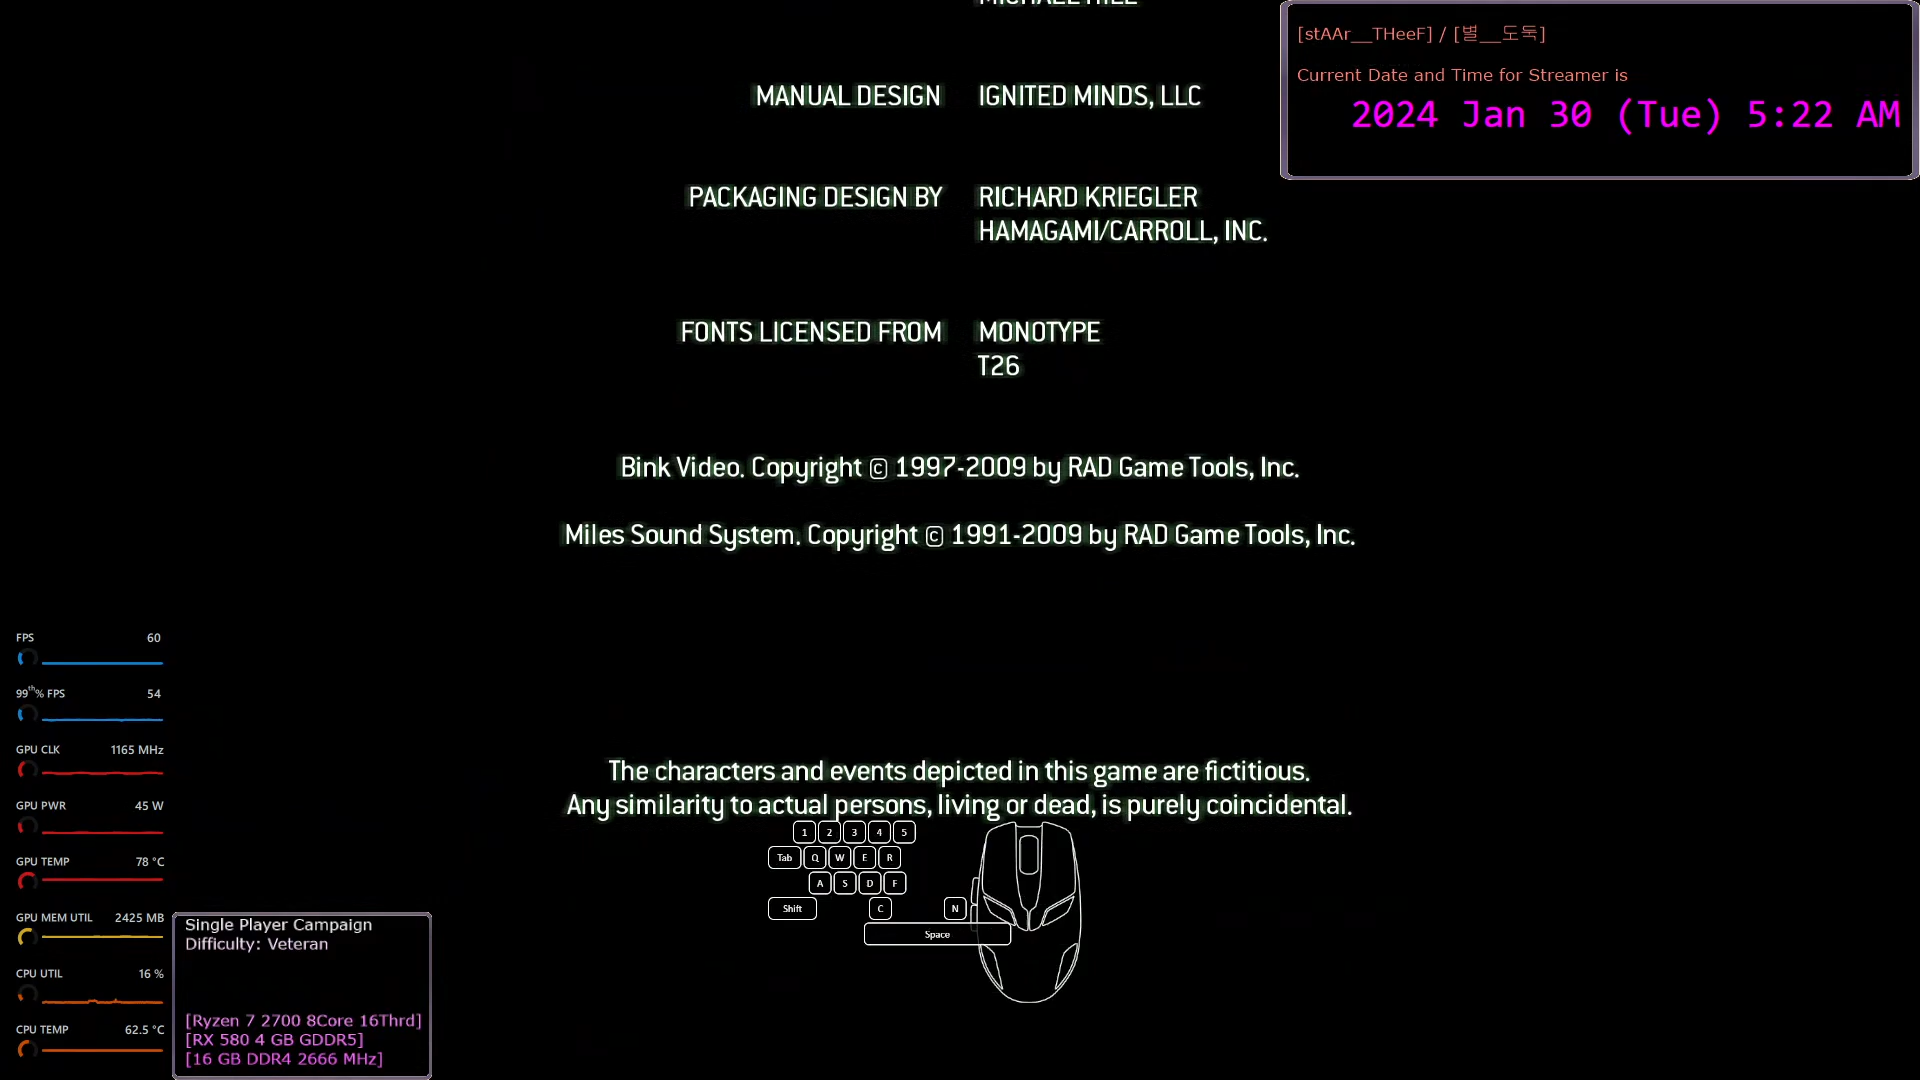 MANUAL DESIGN IGNITED MINDS, LLC
PACKAGING DESIGN BY RICHARD KRIEGLER
HAMAGAMI/CARROLL, INC.
FONTS LICENSED FROM MONOTYPE
T26
Bink Video. Copyright © 1997-2009 by RAD Game Tools, Inc.
Miles Sound System. Copyright © 1991-2009 by RAD Game Tools, Inc.
The characters and events depicted in this game are fictitious.
Any similarity to actual persons, living or dead, is purely coincidental.
[stAAr__THeeF] / [별__도둑]
Current Date and Time for Streamer is
2024 Jan 30 (Tue) 5:22 AM
FPS 60
99th% FPS 54
GPU CLK 1165 MHz
GPU PWR 45 W
GPU TEMP 78 °C
GPU MEM UTIL 2425 MB
CPU UTIL 16 %
CPU TEMP 62.5 °C
Single Player Campaign
Difficulty: Veteran
[Ryzen 7 2700 8Core 16Thrd]
[RX 580 4 GB GDDR5]
[16 GB DDR4 2666 MHz]
1 2 3 4 5
Tab Q W E R
A S D F
Shift C N
Space